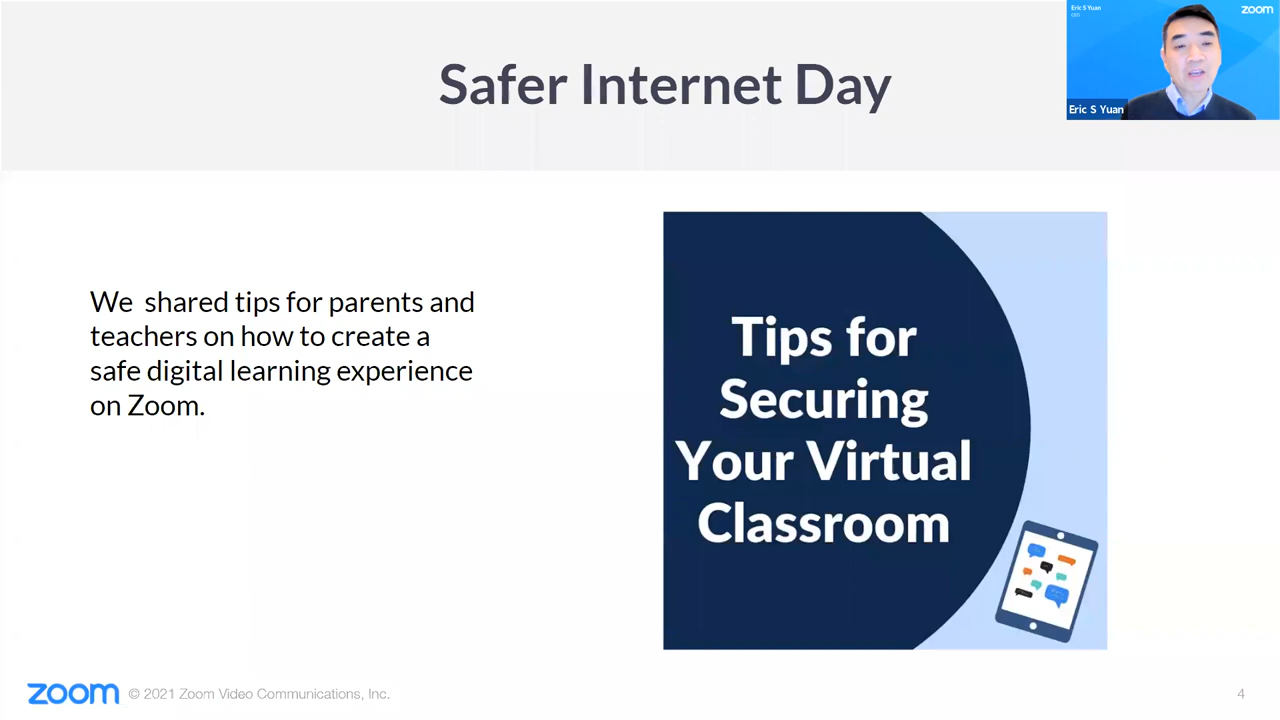 Safer Internet Day
Eric S Yuan
CEO
zoom
Eric S Yuan
We shared tips for parents and
teachers on how to create a
safe digital learning experience
on Zoom.
Tips for
Securing
Your Virtual
Classroom
zoom © 2021 Zoom Video Communications, Inc.
4